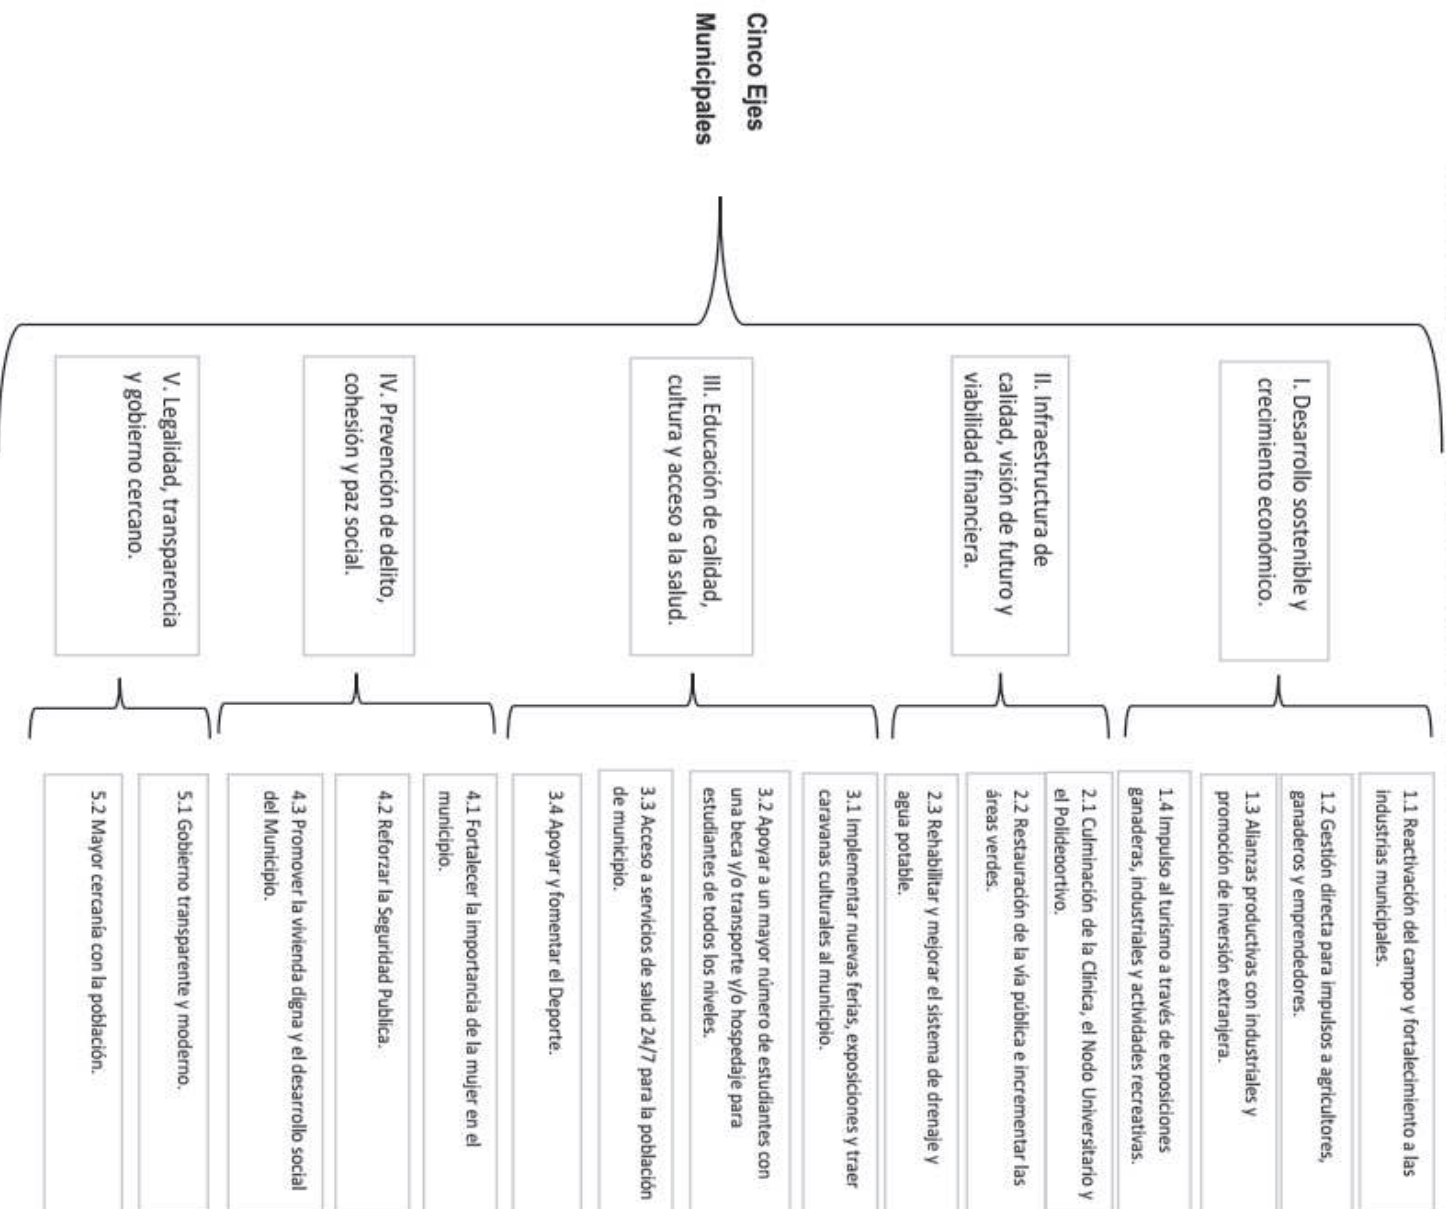 Cinco Ejes
Municipales
I. Desarrollo sostenible y
crecimiento económico.
1.1 Reactivación del campo y fortalecimiento a las
industrias municipales.
1.2 Gestión directa para impulsos a agricultores,
ganaderos y emprendedores.
1.3 Alianzas productivas con industriales y
promoción de inversión extranjera.
1.4 Impulso al turismo a través de exposiciones
ganaderas, industriales y actividades recreativas.
II. Infraestructura de
calidad, visión de futuro y
viabilidad financiera.
2.1 Culminación de la Clínica, el Nodo Universitario y
el Polideportivo.
2.2 Restauración de la vía pública e incrementar las
áreas verdes.
2.3 Rehabilitar y mejorar el sistema de drenaje y
agua potable.
III. Educación de calidad,
cultura y acceso a la salud.
3.1 Implementar nuevas ferias, exposiciones y traer
caravanas culturales al municipio.
3.2 Apoyar a un mayor número de estudiantes con
una beca y/o transporte y/o hospedaje para
estudiantes de todos los niveles.
3.3 Acceso a servicios de salud 24/7 para la población
de municipio.
3.4 Apoyar y fomentar el Deporte.
IV. Prevención de delito,
cohesión y paz social.
4.1 Fortalecer la importancia de la mujer en el
municipio.
4.2 Reforzar la Seguridad Publica.
4.3 Promover la vivienda digna y el desarrollo social
del Municipio.
V. Legalidad, transparencia
y gobierno cercano.
5.1 Gobierno transparente y moderno.
5.2 Mayor cercanía con la población.